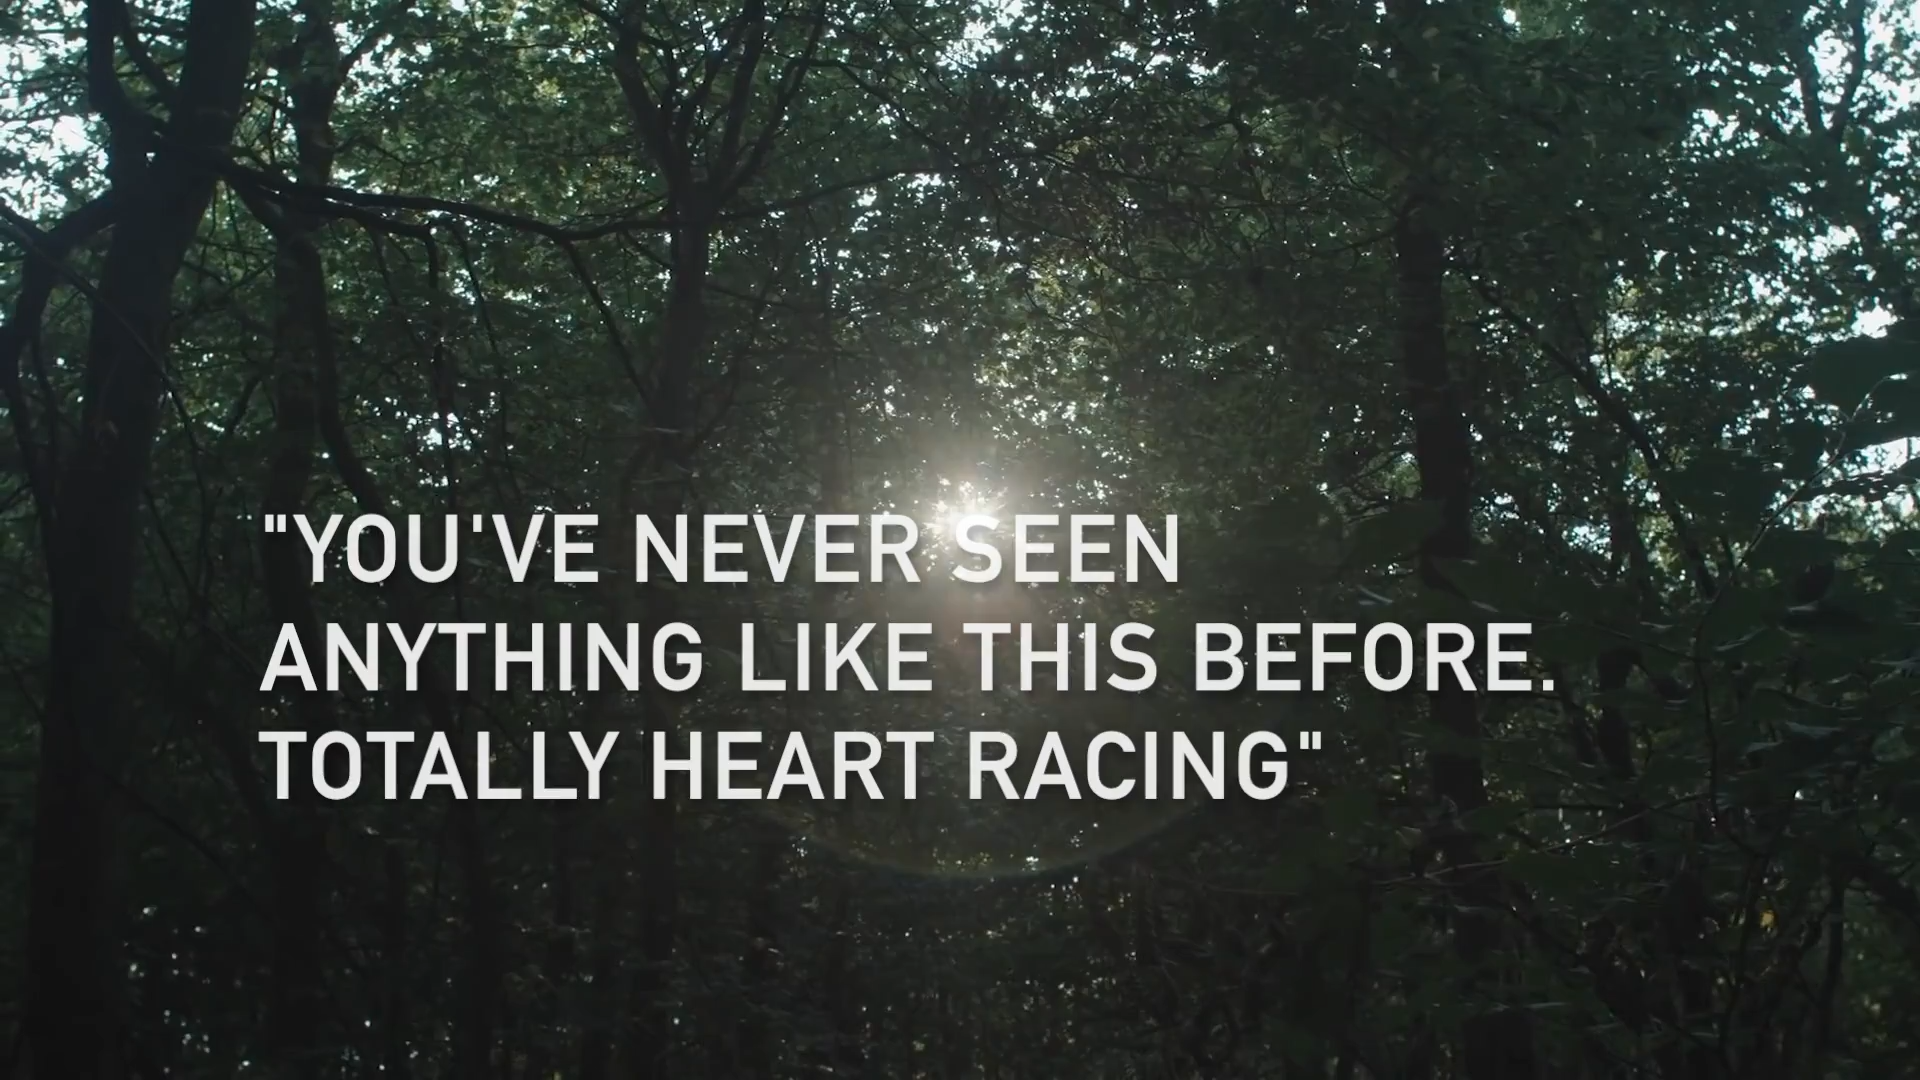 "YOU'VE NEVER SEEN
ANYTHING LIKE THIS BEFORE.
TOTALLY HEART RACING"